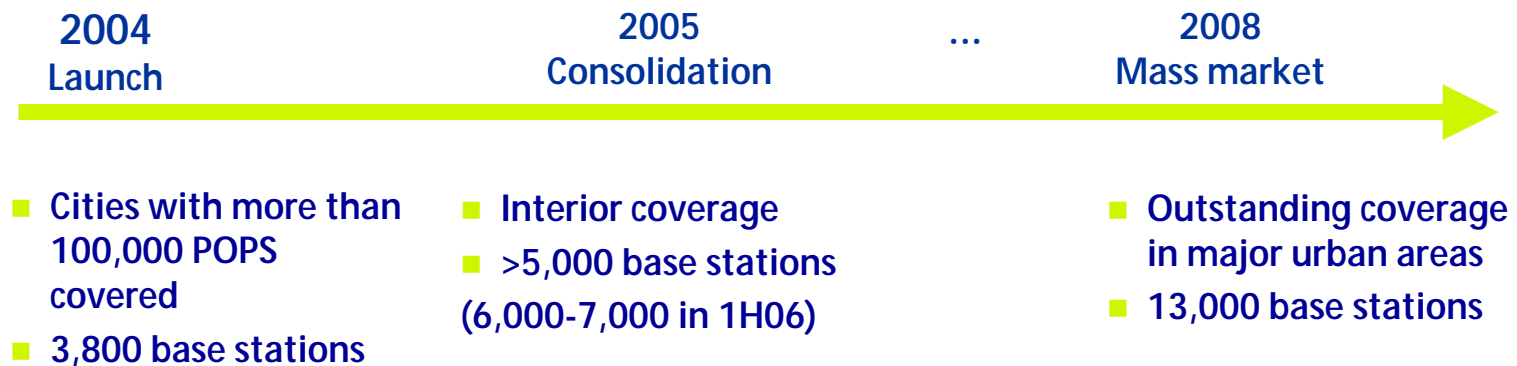 2004
Launch
2005
Consolidation
...
2008
Mass market
■ Cities with more than
100,000 POPS
covered
■ 3,800 base stations
■ Interior coverage
■ >5,000 base stations
(6,000-7,000 in 1H06)
■ Outstanding coverage
in major urban areas
■ 13,000 base stations